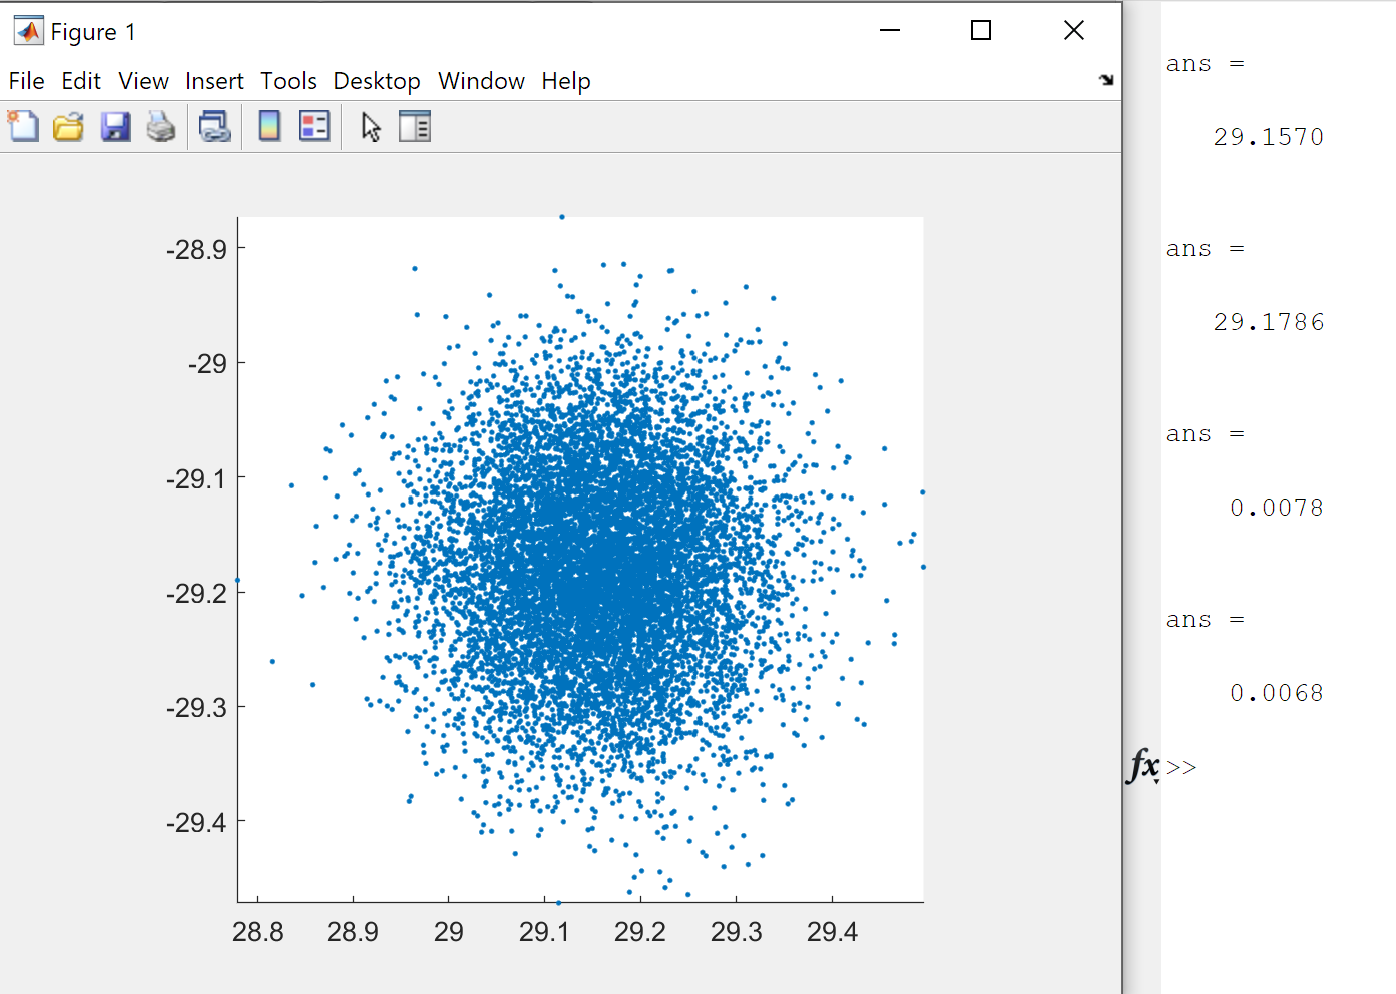 Figure 1
File Edit View Insert Tools Desktop Window Help
-28.9
-29
-29.1
-29.2
-29.3
-29.4
28.8 28.9 29 29.1 29.2 29.3 29.4
ans =
29.1570
ans =
29.1786
ans =
0.0078
ans =
0.0068
fx >>